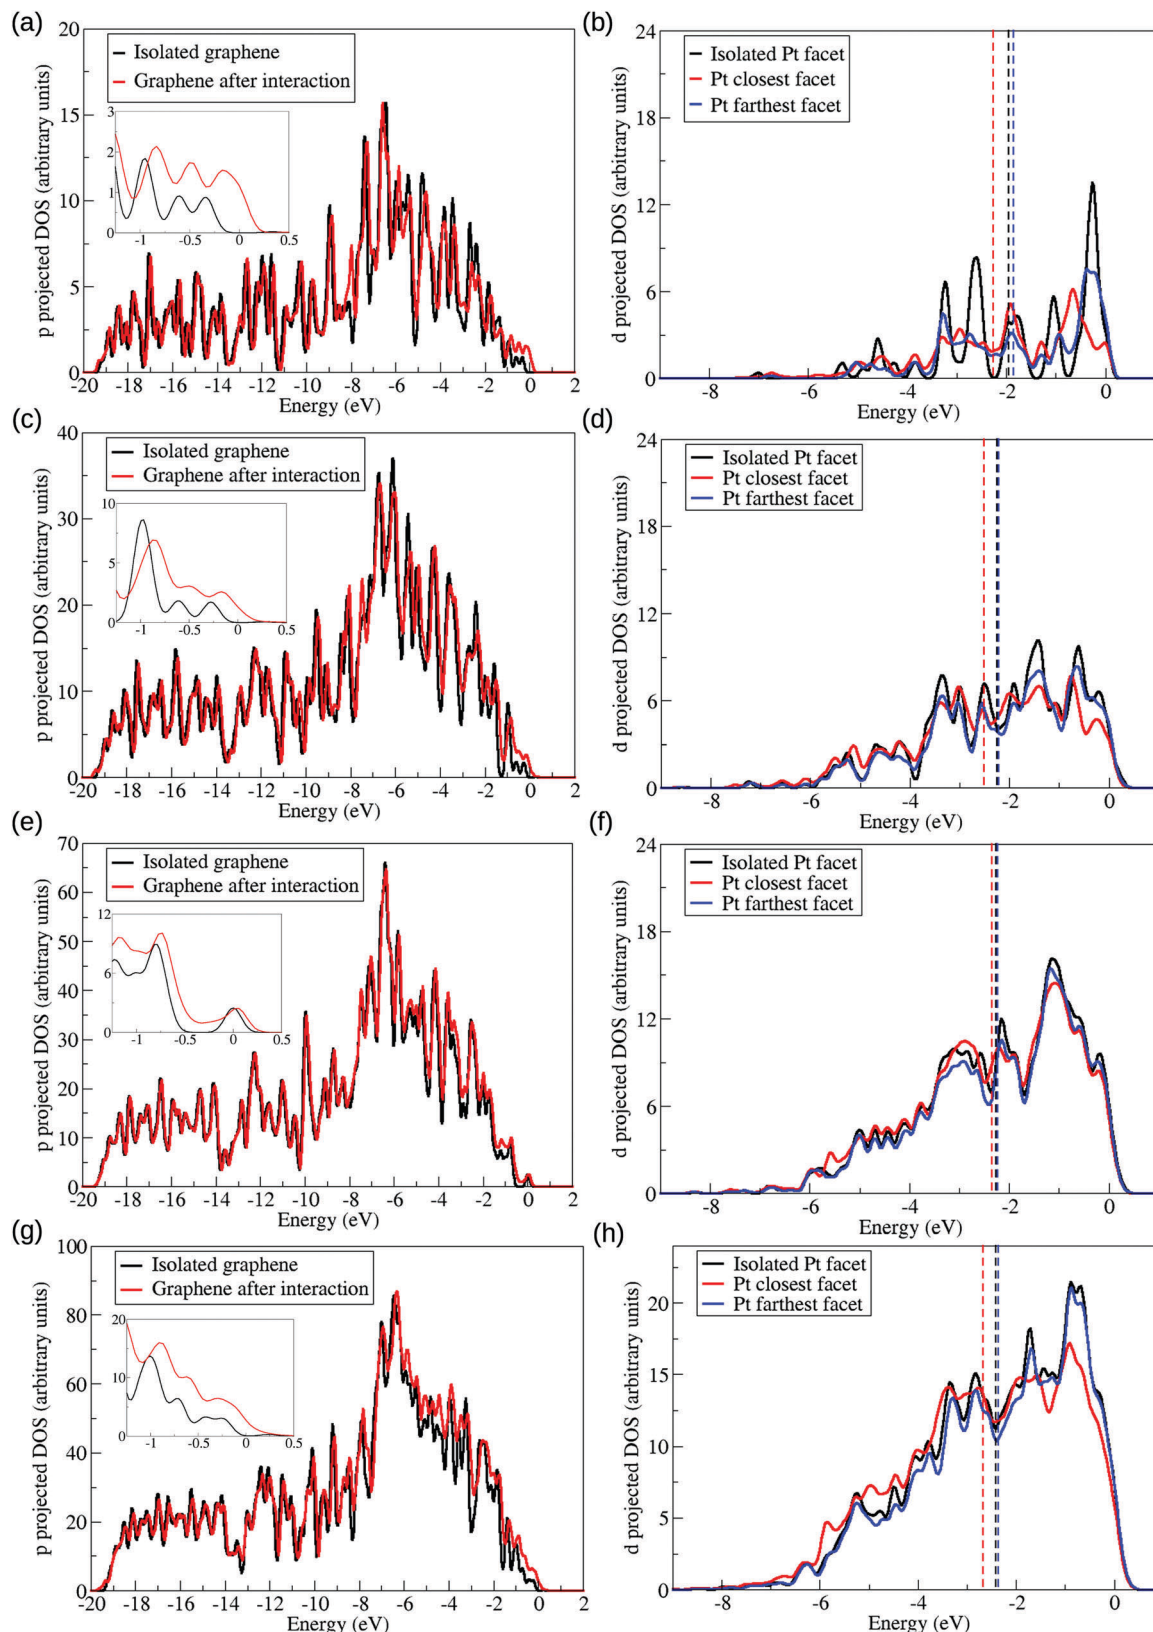 (a)
20
15
10
5
0
p projected DOS (arbitrary units)
Isolated graphene
Graphene after interaction
3
2
1
0
-1 -0.5 0 0.5
-20 -18 -16 -14 -12 -10 -8 -6 -4 -2 0 2
Energy (eV)
(b)
24
18
12
6
0
d projected DOS (arbitrary units)
Isolated Pt facet
Pt closest facet
Pt farthest facet
-8 -6 -4 -2 0
Energy (eV)
(c)
40
30
20
10
0
p projected DOS (arbitrary units)
Isolated graphene
Graphene after interaction
10
5
0
-1 -0.5 0 0.5
-20 -18 -16 -14 -12 -10 -8 -6 -4 -2 0 2
Energy (eV)
(d)
24
18
12
6
0
d projected DOS (arbitrary units)
Isolated Pt facet
Pt closest facet
Pt farthest facet
-8 -6 -4 -2 0
Energy (eV)
(e)
70
60
50
40
30
20
10
0
p projected DOS (arbitrary units)
Isolated graphene
Graphene after interaction
12
6
0
-1 -0.5 0 0.5
-20 -18 -16 -14 -12 -10 -8 -6 -4 -2 0 2
Energy (eV)
(f)
24
18
12
6
0
d projected DOS (arbitrary units)
Isolated Pt facet
Pt closest facet
Pt farthest facet
-8 -6 -4 -2 0
Energy (eV)
(g)
100
80
60
40
20
0
p projected DOS (arbitrary units)
Isolated graphene
Graphene after interaction
20
10
0
-1 -0.5 0 0.5
-20 -18 -16 -14 -12 -10 -8 -6 -4 -2 0 2
Energy (eV)
(h)
20
15
10
5
0
d projected DOS (arbitrary units)
Isolated Pt facet
Pt closest facet
Pt farthest facet
-8 -6 -4 -2 0
Energy (eV)